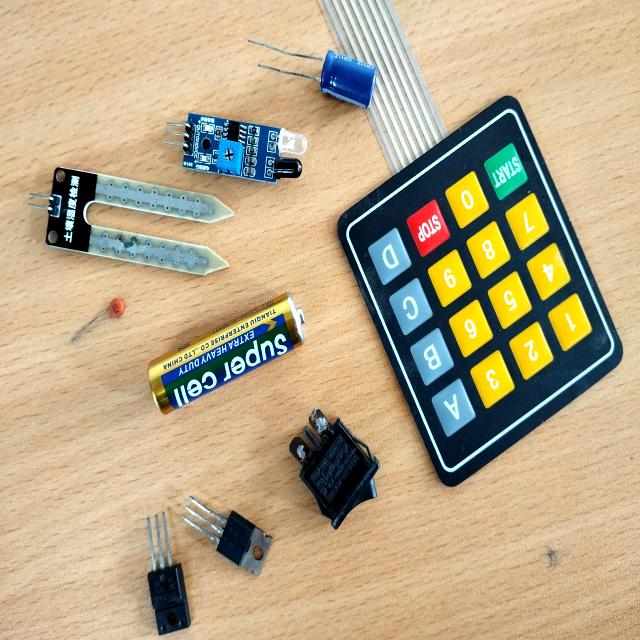 土壤湿度检测
Super Cell
EXTRA HEAVY DUTY
TIANQIU ENTERPRISE CO., LTD CHINA
1 2 3 A
4 5 6 B
7 8 9 C
START 0 STOP D